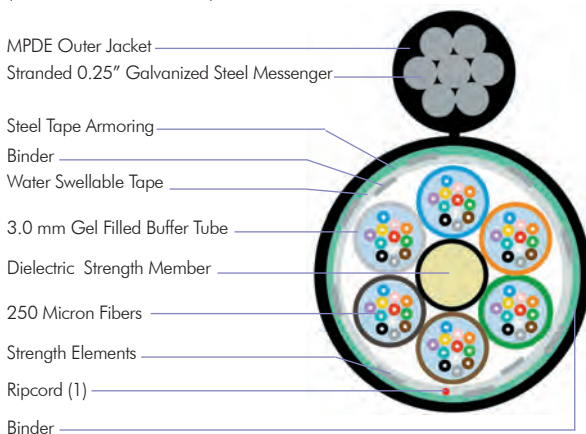 MPDE Outer Jacket
Stranded 0.25” Galvanized Steel Messenger
Steel Tape Armoring
Binder
Water Swellable Tape
3.0 mm Gel Filled Buffer Tube
Dielectric Strength Member
250 Micron Fibers
Strength Elements
Ripcord (1)
Binder